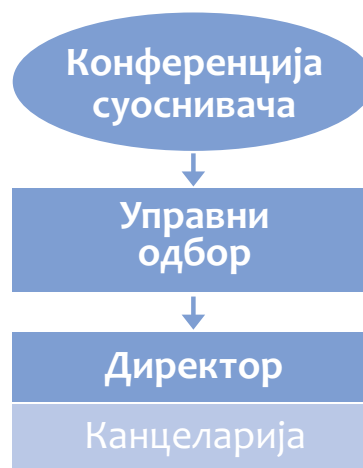 Конференција
суоснивача
Управни
одбор
Директор
Канцеларија